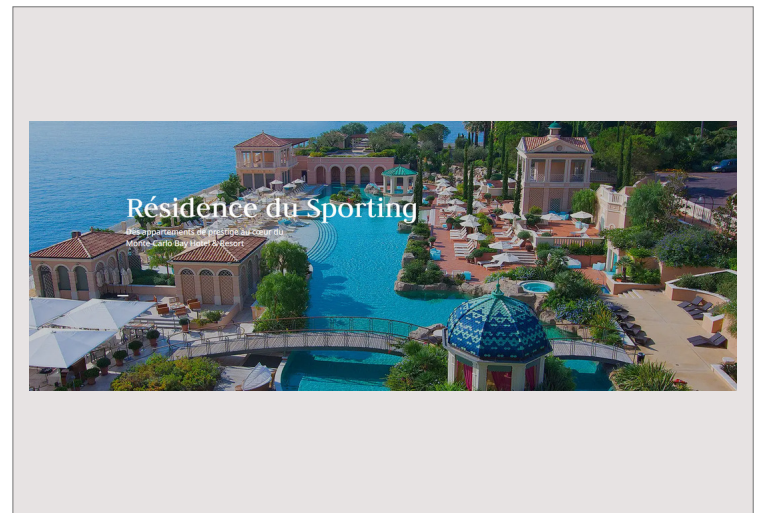 Résidence du Sporting
Des appartements de prestige au cœur du
Monte-Carlo Bay Hotel & Resort